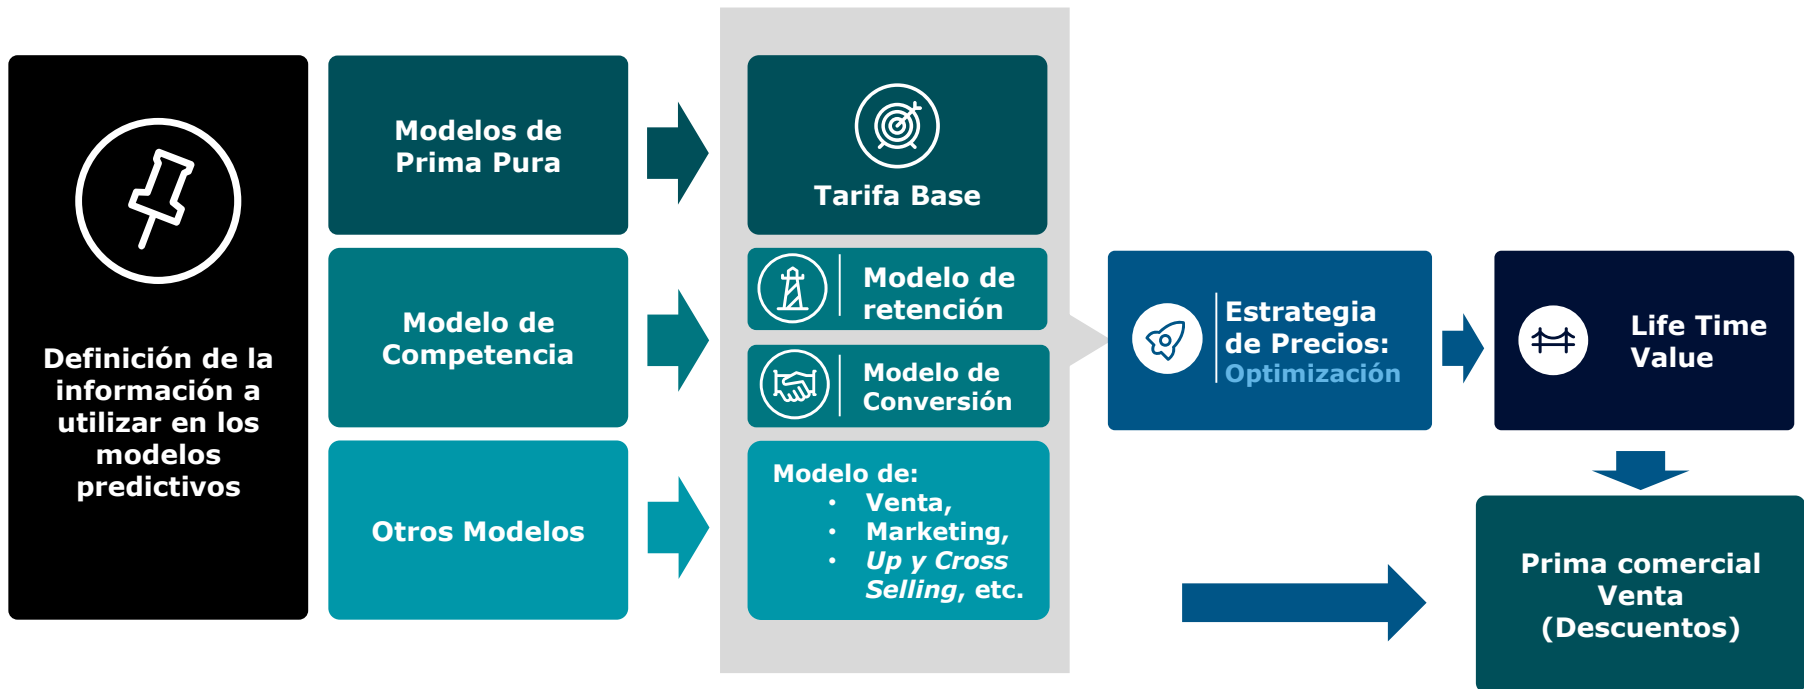 Definición de la
información a
utilizar en los
modelos
predictivos
Modelos de
Prima Pura
Modelo de
Competencia
Otros Modelos
Tarifa Base
Modelo de
retención
Modelo de
Conversión
Modelo de:
• Venta,
• Marketing,
• Up y Cross
Selling, etc.
Estrategia
de Precios:
Optimización
Life Time
Value
Prima comercial
Venta
(Descuentos)